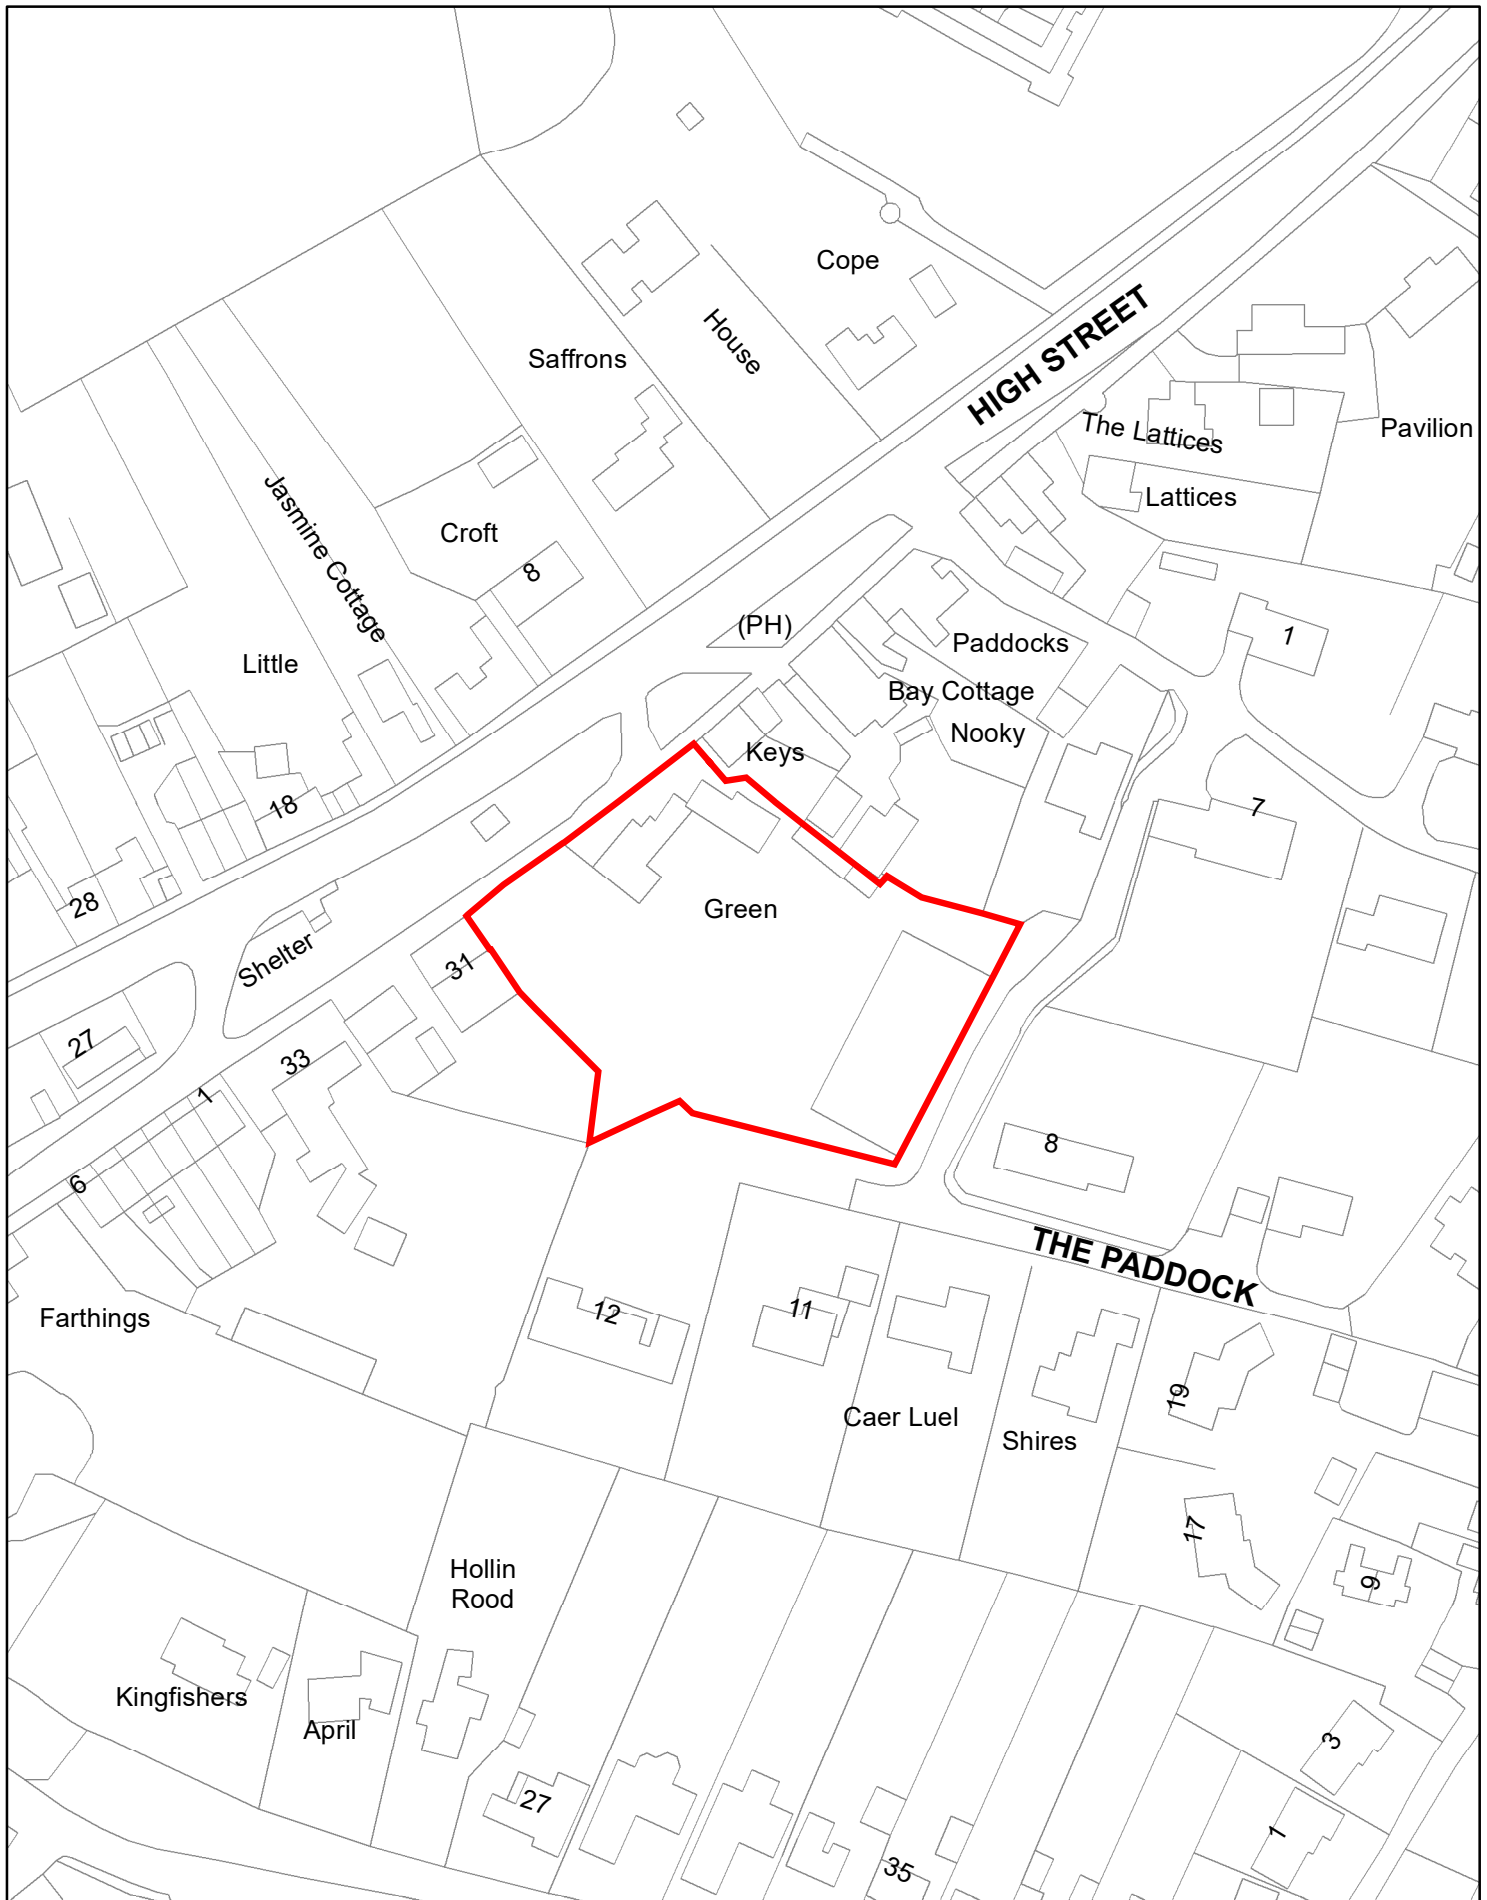 Cope
House
HIGH STREET
Saffrons
The Lattices
Pavilion
Lattices
Jasmine Cottage
Croft
8
(PH)
Paddocks
1
Little
Bay Cottage
Nooky
Keys
18
7
28
Green
Shelter
31
27
33
1
6
8
THE PADDOCK
Farthings
12
11
19
Caer Luel
Shires
17
Hollin
Rood
9
Kingfishers
April
3
27
1
35